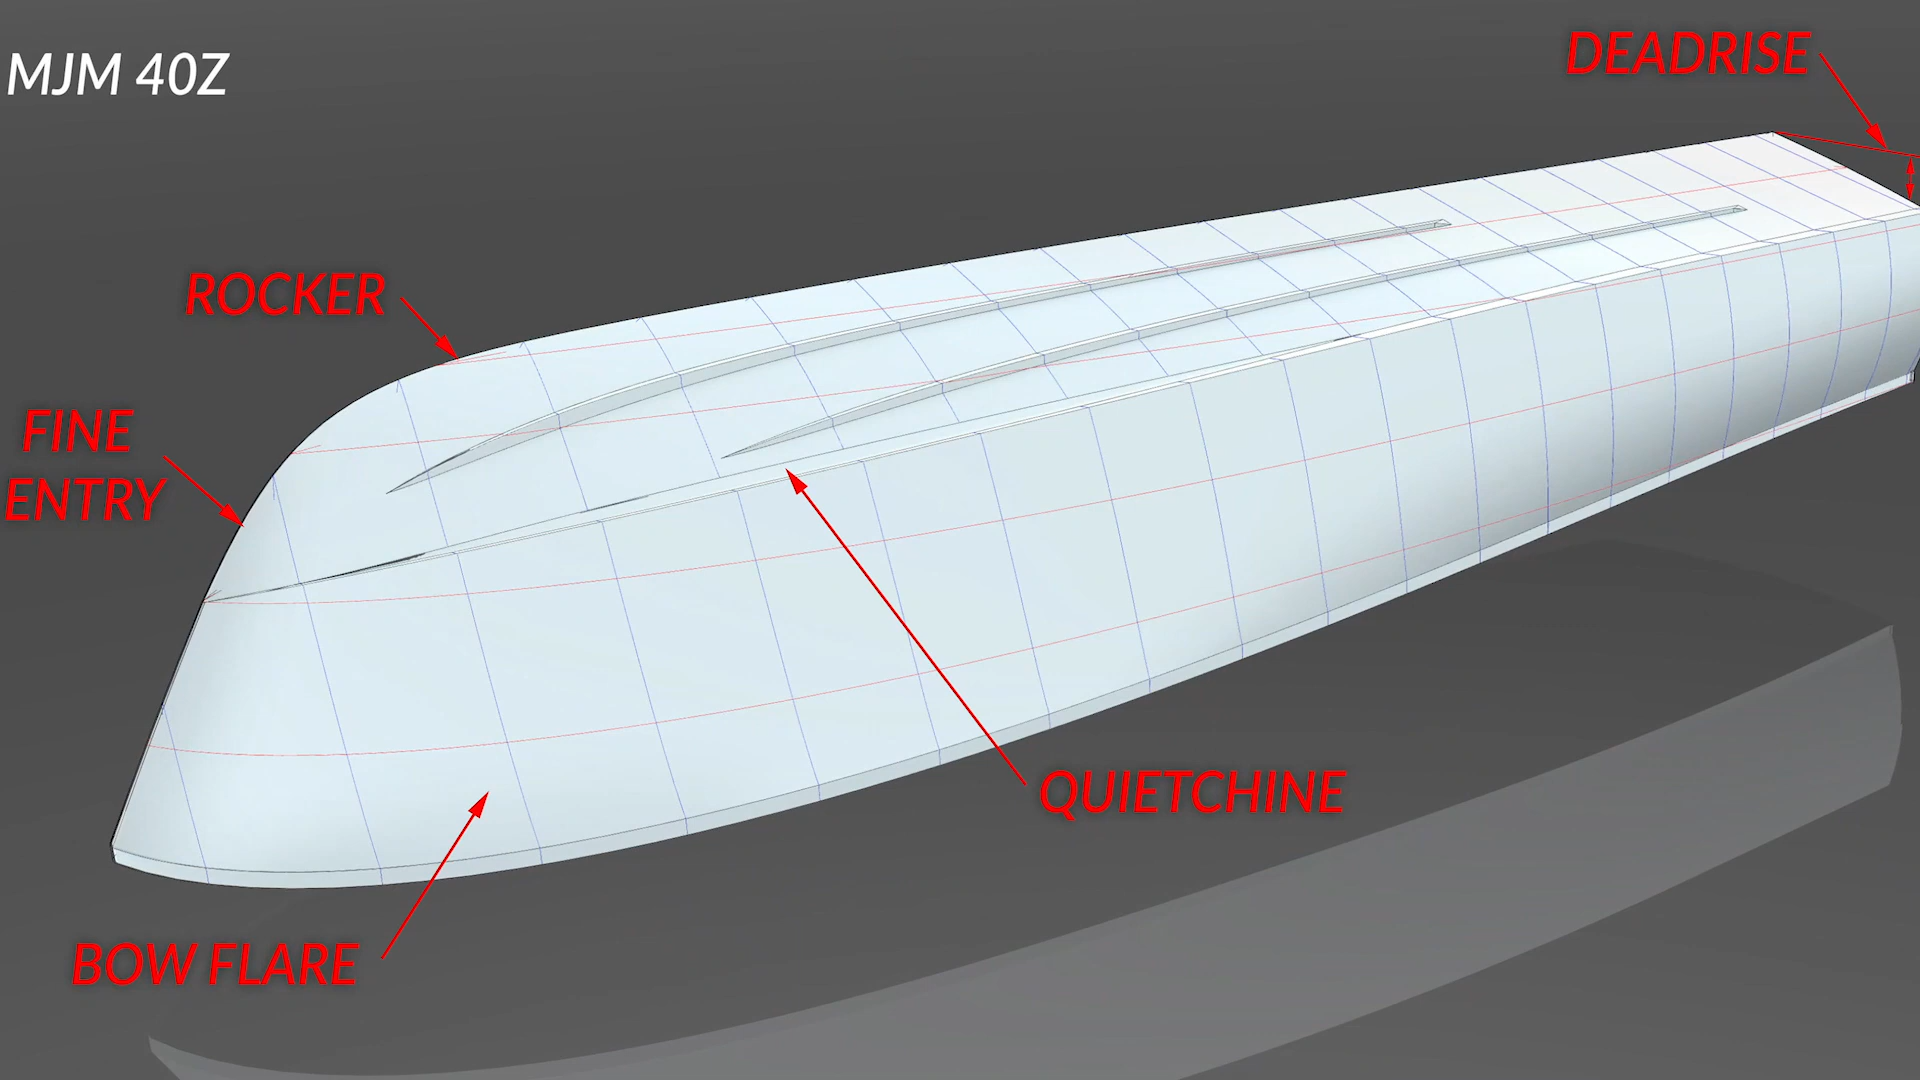 MJM 40Z
DEADRISE
ROCKER
FINE
ENTRY
QUIETCHINE
BOW FLARE